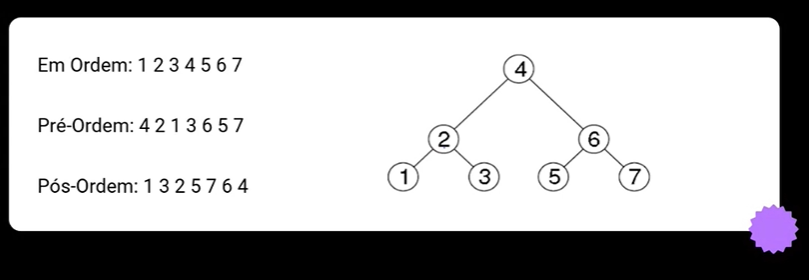 Em Ordem: 1 2 3 4 5 6 7
Pré-Ordem: 4 2 1 3 6 5 7
Pós-Ordem: 1 3 2 5 7 6 4
4
2 6
1 3 5 7